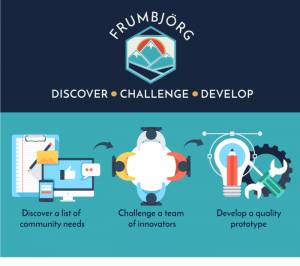 FRUMBJÖRG
DISCOVER • CHALLENGE • DEVELOP
Discover a list of
community needs
Challenge a team
of innovators
Develop a quality
prototype